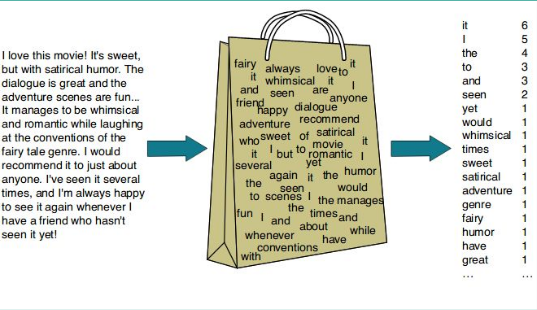 I love this movie! It's sweet,
but with satirical humor. The
dialogue is great and the
adventure scenes are fun...
It manages to be whimsical
and romantic while laughing
at the conventions of the
fairy tale genre. I would
recommend it to just about
anyone. I've seen it several
times, and I'm always happy
to see it again whenever I
have a friend who hasn't
seen it yet!
fairy always love to it
it whimsical it I
and seen are anyone
friend happy dialogue
adventure recommend
who sweet of satirical it
it I but to romantic movie I
several yet
again it the humor
the seen would
to scenes I the manages
fun I and the times and
about while
whenever have
conventions
with
it 6
I 5
the 4
to 3
and 3
seen 2
yet 1
would 1
whimsical 1
times 1
sweet 1
satirical 1
adventure 1
genre 1
fairy 1
humor 1
have 1
great 1
... ...